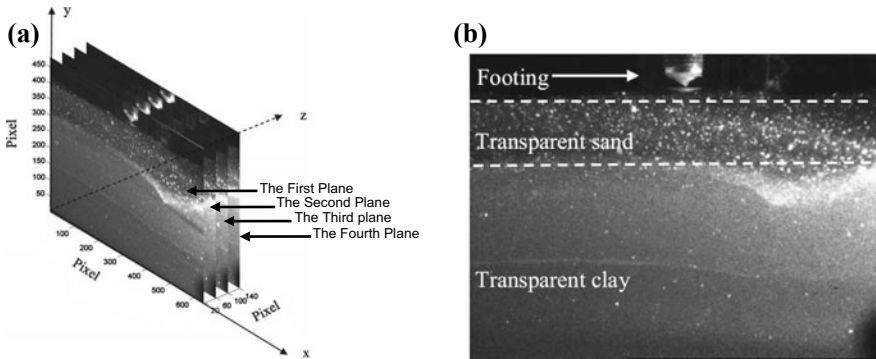 (a)
y
z
x
Pixel
450
400
350
300
250
200
150
100
50
The First Plane
The Second Plane
The Third plane
The Fourth Plane
100
200
300
400
500
600
Pixel
20
60
100
140
Pixel
(b)
Footing
Transparent sand
Transparent clay